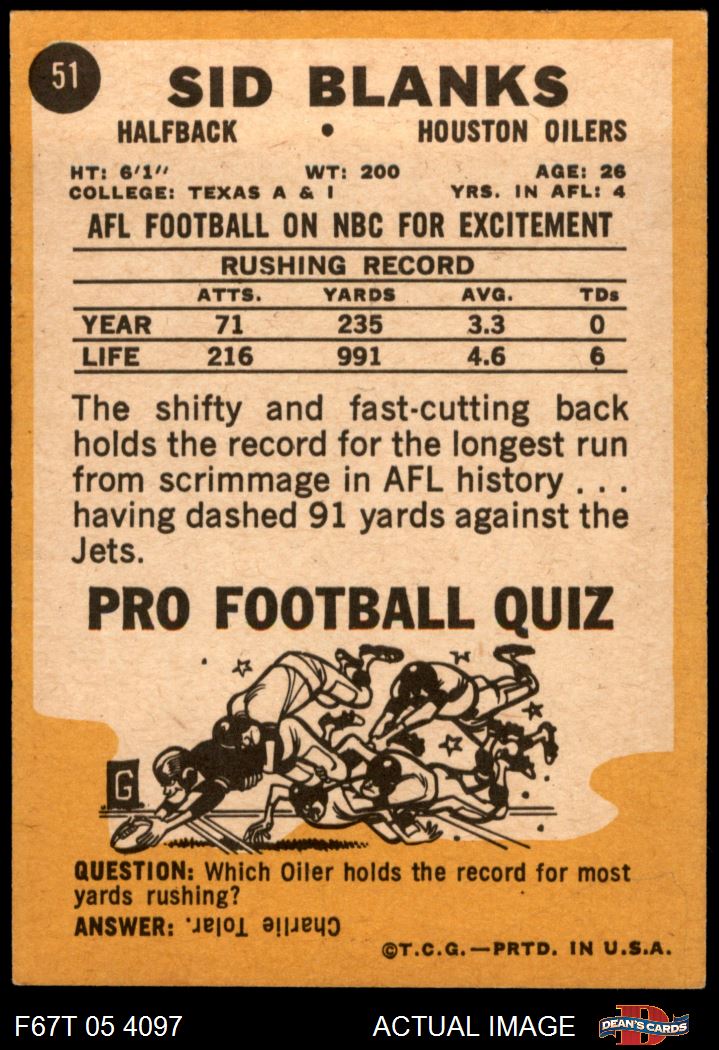 51
SID BLANKS
HALFBACK • HOUSTON OILERS
HT: 6'1" WT: 200 AGE: 26
COLLEGE: TEXAS A & I YRS. IN AFL: 4
AFL FOOTBALL ON NBC FOR EXCITEMENT
RUSHING RECORD
ATTS. YARDS AVG. TDs
YEAR 71 235 3.3 0
LIFE 216 991 4.6 6
The shifty and fast-cutting back
holds the record for the longest run
from scrimmage in AFL history . . .
having dashed 91 yards against the
Jets.
PRO FOOTBALL QUIZ
G
QUESTION: Which Oiler holds the record for most
yards rushing?
ANSWER: Charlie Tolar.
©T.C.G.—PRTD. IN U.S.A.
F67T 05 4097 ACTUAL IMAGE D DEAN'S CARDS